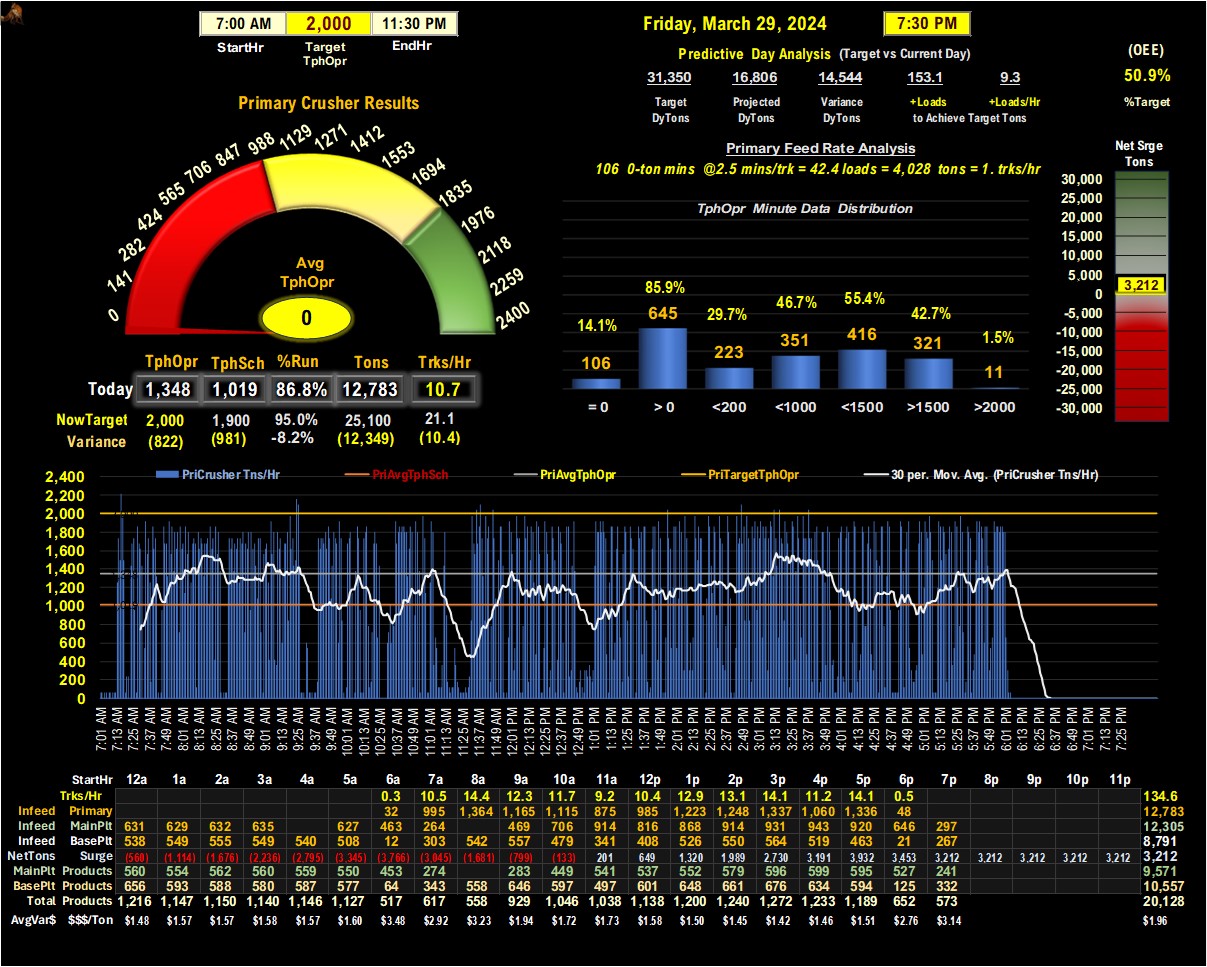 7:00 AM 2,000 11:30 PM
StartHr Target TphOpr EndHr
Friday, March 29, 2024 7:30 PM
Predictive Day Analysis (Target vs Current Day)
31,350 16,806 14,544 153.1 9.3
Target DyTons Projected DyTons Variance DyTons +Loads +Loads/Hr
to Achieve Target Tons
(OEE)
50.9%
%Target
Primary Crusher Results
0 141 282 424 565 706 847 988 1129 1271 1412 1553 1694 1835 1976 2118 2259 2400
Avg
TphOpr
0
TphOpr TphSch %Run Tons Trks/Hr
Today 1,348 1,019 86.8% 12,783 10.7
NowTarget 2,000 1,900 95.0% 25,100 21.1
Variance (822) (981) -8.2% (12,349) (10.4)
Primary Feed Rate Analysis
106 0-ton mins @2.5 mins/trk = 42.4 loads = 4,028 tons = 1. trks/hr
TphOpr Minute Data Distribution
14.1% 85.9% 29.7% 46.7% 55.4% 42.7% 1.5%
106 645 223 351 416 321 11
= 0 > 0 <200 <1000 <1500 >1500 >2000
Net Srge
Tons
30,000
25,000
20,000
15,000
10,000
5,000
3,212
0
-5,000
-10,000
-15,000
-20,000
-25,000
-30,000
PriCrusher Tns/Hr PriAvgTphSch PriAvgTphOpr PriTargetTphOpr 30 per. Mov. Avg. (PriCrusher Tns/Hr)
2,400
2,200
2,000
1,800
1,600
1,400
1,200
1,000
800
600
400
200
0
7:01 AM 7:13 AM 7:25 AM 7:37 AM 7:49 AM 8:01 AM 8:13 AM 8:25 AM 8:37 AM 8:49 AM 9:01 AM 9:13 AM 9:25 AM 9:37 AM 9:49 AM 10:01 AM 10:13 AM 10:25 AM 10:37 AM 10:49 AM 11:01 AM 11:13 AM 11:25 AM 11:37 AM 11:49 AM 12:01 PM 12:13 PM 12:25 PM 12:37 PM 12:49 PM 1:01 PM 1:13 PM 1:25 PM 1:37 PM 1:49 PM 2:01 PM 2:13 PM 2:25 PM 2:37 PM 2:49 PM 3:01 PM 3:13 PM 3:25 PM 3:37 PM 3:49 PM 4:01 PM 4:13 PM 4:25 PM 4:37 PM 4:49 PM 5:01 PM 5:13 PM 5:25 PM 5:37 PM 5:49 PM 6:01 PM 6:13 PM 6:25 PM 6:37 PM 6:49 PM 7:01 PM 7:13 PM 7:25 PM
StartHr 12a 1a 2a 3a 4a 5a 6a 7a 8a 9a 10a 11a 12p 1p 2p 3p 4p 5p 6p 7p 8p 9p 10p 11p
Trks/Hr 0.3 10.5 14.4 12.3 11.7 9.2 10.4 12.9 13.1 14.1 11.2 14.1 0.5 134.6
Infeed Primary 32 995 1,364 1,165 1,115 875 985 1,223 1,248 1,337 1,060 1,336 48 12,783
Infeed MainPlt 631 629 632 635 627 463 264 469 706 914 816 868 914 931 943 920 646 297 12,305
Infeed BasePlt 538 549 555 549 540 508 12 303 542 557 479 341 408 526 550 564 519 463 21 267 8,791
NetTons Surge (560) (1,114) (1,676) (2,236) (2,795) (3,345) (3,766) (3,045) (1,681) (799) (133) 201 649 1,320 1,989 2,730 3,191 3,932 3,453 3,212 3,212 3,212 3,212 3,212 3,212
MainPlt Products 560 554 562 560 559 550 453 274 283 449 541 537 552 579 596 599 595 527 241 9,571
BasePlt Products 656 593 588 580 587 577 64 343 558 646 597 497 601 648 661 676 634 594 125 332 10,557
Total Products 1,216 1,147 1,150 1,140 1,146 1,127 517 617 558 929 1,046 1,038 1,138 1,200 1,240 1,272 1,233 1,189 652 573 20,128
AvgVar$ $$$/Ton $1.48 $1.57 $1.57 $1.58 $1.57 $1.60 $3.48 $2.92 $3.23 $1.94 $1.72 $1.73 $1.58 $1.50 $1.45 $1.42 $1.46 $1.51 $2.76 $3.14 $1.96